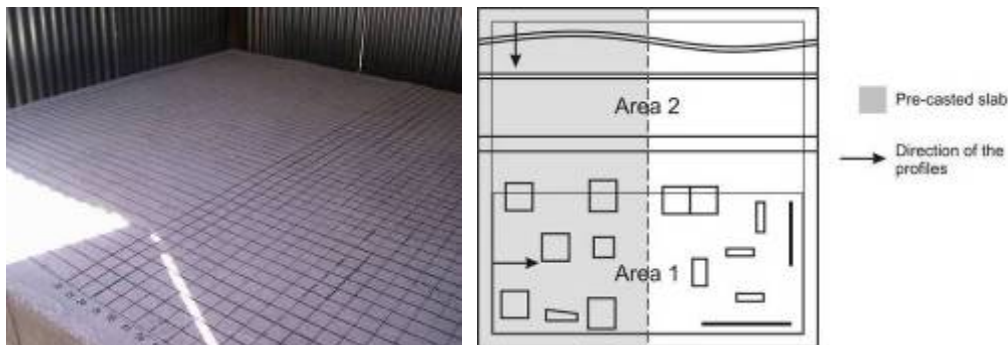 Area 2
Area 1
Pre-casted slab
Direction of the
profiles